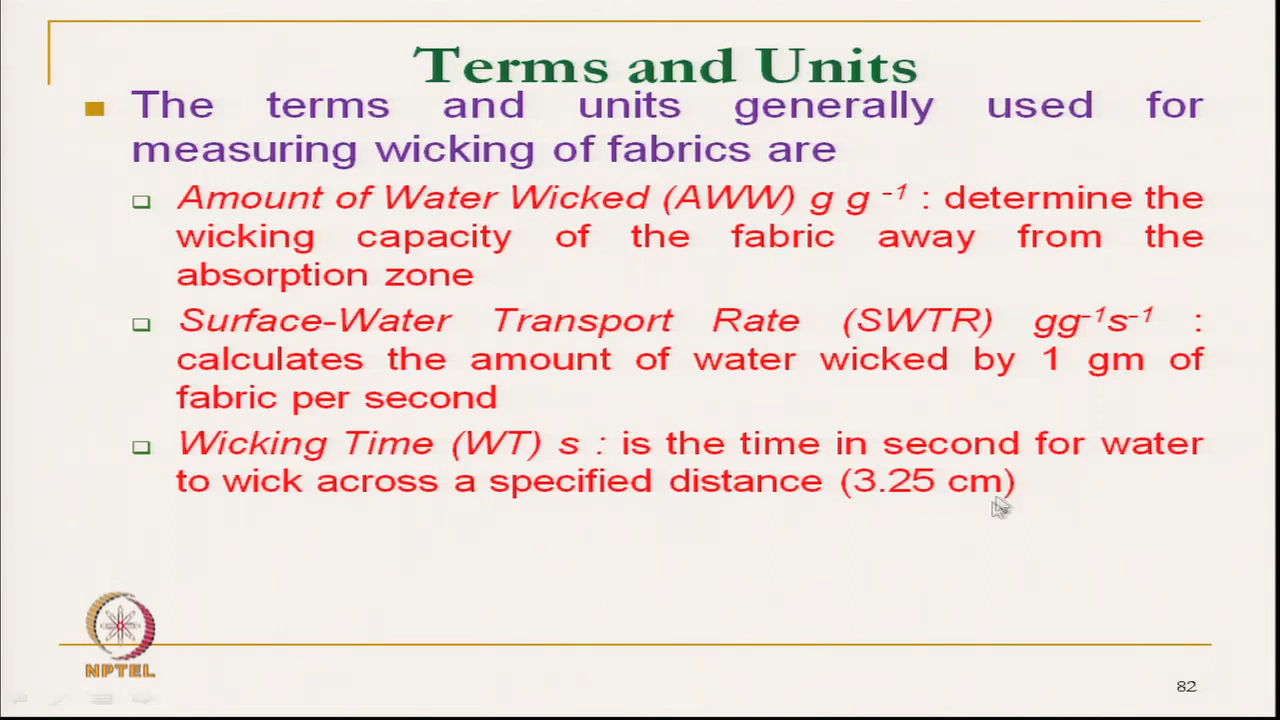 Terms and Units
The terms and units generally used for
measuring wicking of fabrics are
Amount of Water Wicked (AWW) g g -1 : determine the
wicking capacity of the fabric away from the
absorption zone
Surface-Water Transport Rate (SWTR) gg-1s-1 :
calculates the amount of water wicked by 1 gm of
fabric per second
Wicking Time (WT) s : is the time in second for water
to wick across a specified distance (3.25 cm)
NPTEL
82